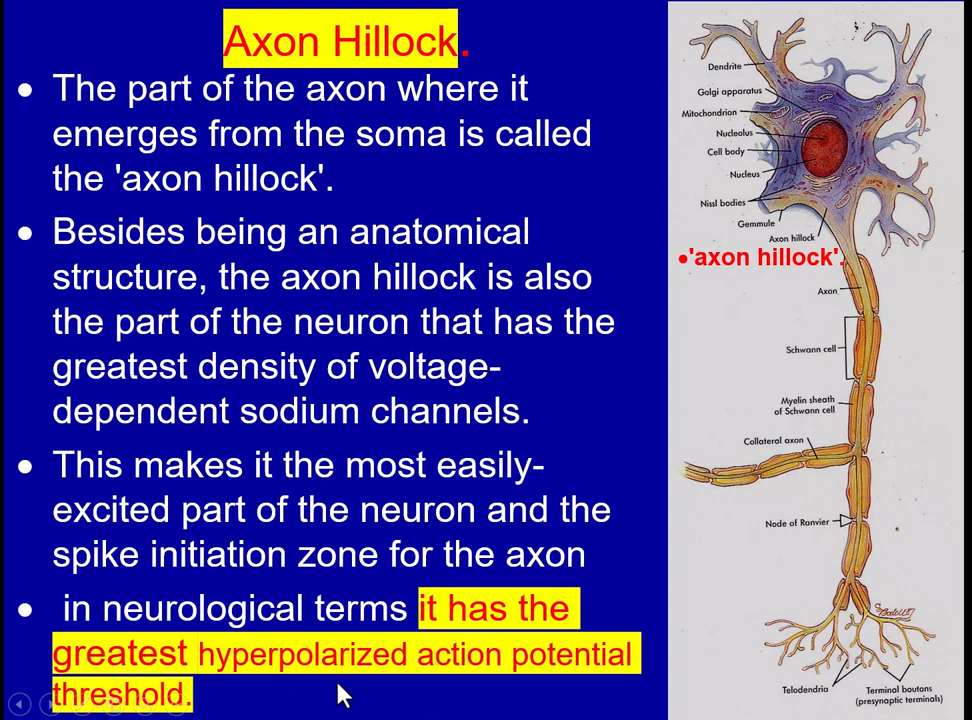 Axon Hillock.
• The part of the axon where it
emerges from the soma is called
the 'axon hillock'.
• Besides being an anatomical
structure, the axon hillock is also
the part of the neuron that has the
greatest density of voltage-
dependent sodium channels.
• This makes it the most easily-
excited part of the neuron and the
spike initiation zone for the axon
• in neurological terms it has the
greatest hyperpolarized action potential
threshold.
Dendrite
Golgi apparatus
Mitochondrion
Nucleolus
Cell body
Nucleus
Nissl bodies
Gemmule
Axon hillock
•'axon hillock'.
Axon
Schwann cell
Myelin sheath
of Schwann cell
Collateral axon
Node of Ranvier
Telodendria
Terminal boutons
(presynaptic terminals)